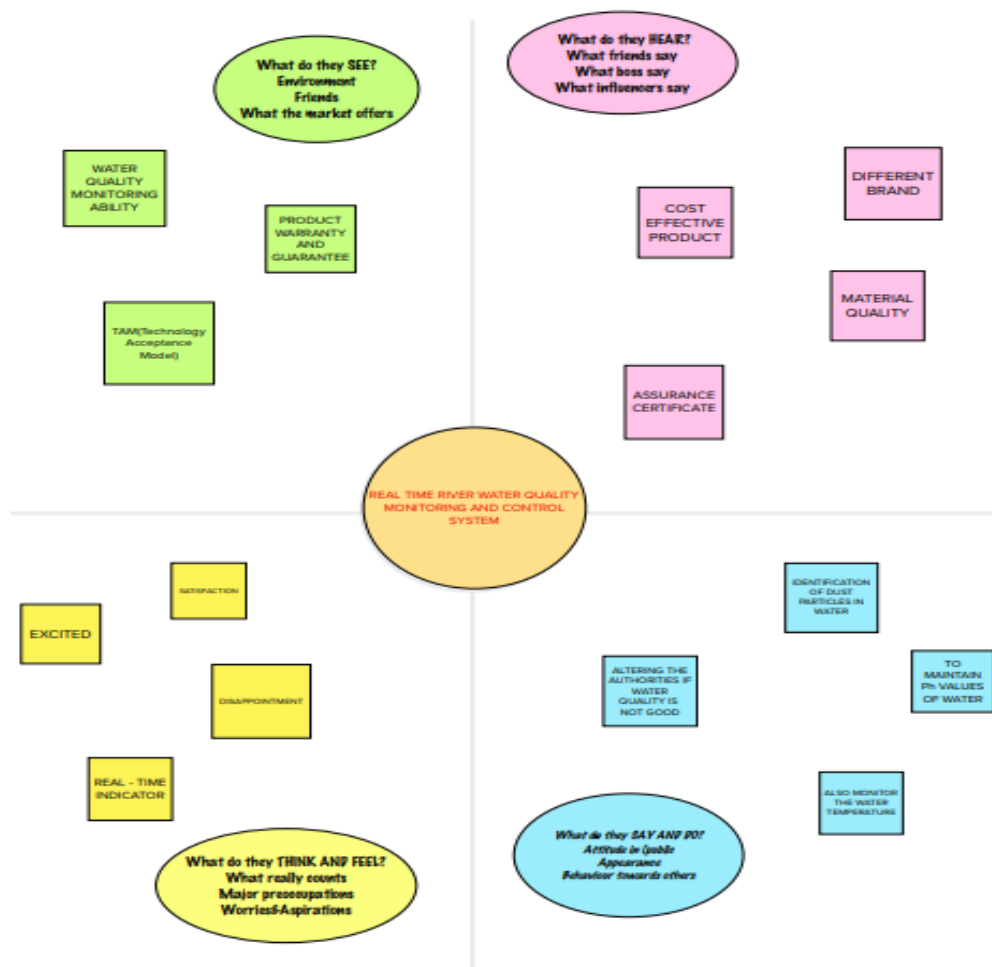 What do they SEE?
Environment
Friends
What the market offers
WATER
QUALITY
MONITORING
ABILITY
PRODUCT
WARRANTY
AND
GUARANTEE
TAM(Technology
Acceptance
Model)
What do they HEAR?
What friends say
What boss say
What influencers say
DIFFERENT
BRAND
COST
EFFECTIVE
PRODUCT
MATERIAL
QUALITY
ASSURANCE
CERTIFICATE
REAL TIME RIVER WATER QUALITY
MONITORING AND CONTROL
SYSTEM
SATISFACTION
EXCITED
DISAPPOINTMENT
REAL - TIME
INDICATOR
What do they THINK AND FEEL?
What really counts
Major preoccupations
Worries&Aspirations
IDENTIFICATION
OF DUST
PARTICLES IN
WATER
ALTERING THE
AUTHORITIES IF
WATER
QUALITY IS
NOT GOOD
TO
MAINTAIN
Ph VALUES
OF WATER
ALSO MONITOR
THE WATER
TEMPERATURE
What do they SAY AND DO?
Attitude in (public
Appearance
Behaviour towards others